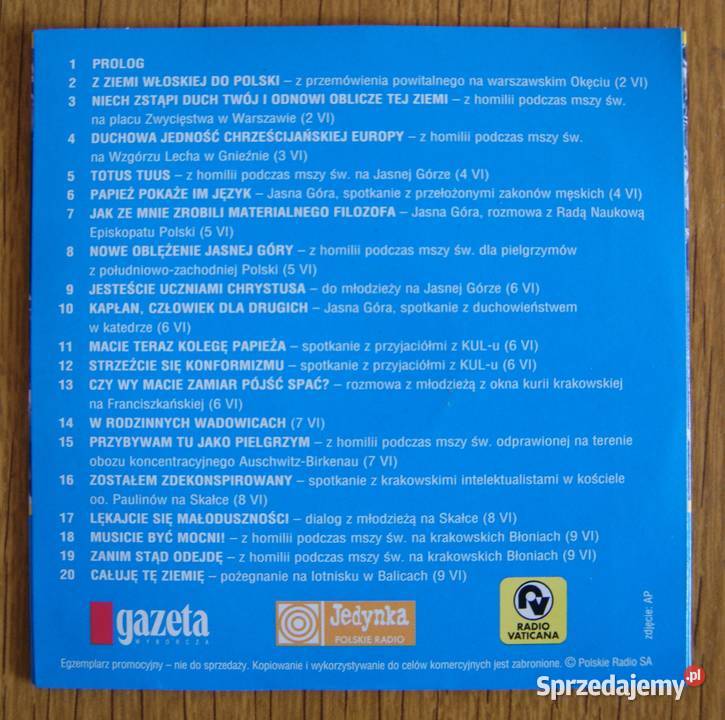 1 PROLOG
2 Z ZIEMI WŁOSKIEJ DO POLSKI – z przemówienia powitalnego na warszawskim Okęciu (2 VI)
3 NIECH ZSTĄPI DUCH TWÓJ I ODNOWI OBLICZE TEJ ZIEMI – z homilii podczas mszy św.
na placu Zwycięstwa w Warszawie (2 VI)
4 DUCHOWA JEDNOŚĆ CHRZEŚCIJAŃSKIEJ EUROPY – z homilii podczas mszy św.
na Wzgórzu Lecha w Gnieźnie (3 VI)
5 TOTUS TUUS – z homilii podczas mszy św. na Jasnej Górze (4 VI)
6 PAPIEŻ POKAŻE IM JĘZYK – Jasna Góra, spotkanie z przełożonymi zakonów męskich (4 VI)
7 JAK ZE MNIE ZROBILI MATERIALNEGO FILOZOFA – Jasna Góra, rozmowa z Radą Naukową
Episkopatu Polski (5 VI)
8 NOWE OBLĘŻENIE JASNEJ GÓRY – z homilii podczas mszy św. dla pielgrzymów
z południowo-zachodniej Polski (5 VI)
9 JESTEŚCIE UCZNIAMI CHRYSTUSA – do młodzieży na Jasnej Górze (6 VI)
10 KAPŁAN, CZŁOWIEK DLA DRUGICH – Jasna Góra, spotkanie z duchowieństwem
w katedrze (6 VI)
11 MACIE TERAZ KOLEGĘ PAPIEŻA – spotkanie z przyjaciółmi z KUL-u (6 VI)
12 STRZEŻCIE SIĘ KONFORMIZMU – spotkanie z przyjaciółmi z KUL-u (6 VI)
13 CZY WY MACIE ZAMIAR PÓJŚĆ SPAĆ? – rozmowa z młodzieżą z okna kurii krakowskiej
na Franciszkańskiej (6 VI)
14 W RODZINNYCH WADOWICACH (7 VI)
15 PRZYBYWAM TU JAKO PIELGRZYM – z homilii podczas mszy św. odprawionej na terenie
obozu koncentracyjnego Auschwitz-Birkenau (7 VI)
16 ZOSTAŁEM ZDEKONSPIROWANY – spotkanie z krakowskimi intelektualistami w kościele
oo. Paulinów na Skałce (8 VI)
17 LĘKAJCIE SIĘ MAŁODUSZNOŚCI – dialog z młodzieżą na Skałce (8 VI)
18 MUSICIE BYĆ MOCNI! – z homilii podczas mszy św. na krakowskich Błoniach (9 VI)
19 ZANIM STĄD ODEJDĘ – z homilii podczas mszy św. na krakowskich Błoniach (9 VI)
20 CAŁUJĘ TĘ ZIEMIĘ – pożegnanie na lotnisku w Balicach (9 VI)
gazeta
WYBORCZA
Jedynka
POLSKIE RADIO
RV
RADIO
VATICANA
zdjęcie: AP
Egzemplarz promocyjny – nie do sprzedaży. Kopiowanie i wykorzystywanie do celów komercyjnych jest zabronione. © Polskie Radio SA
Sprzedajemy.pl